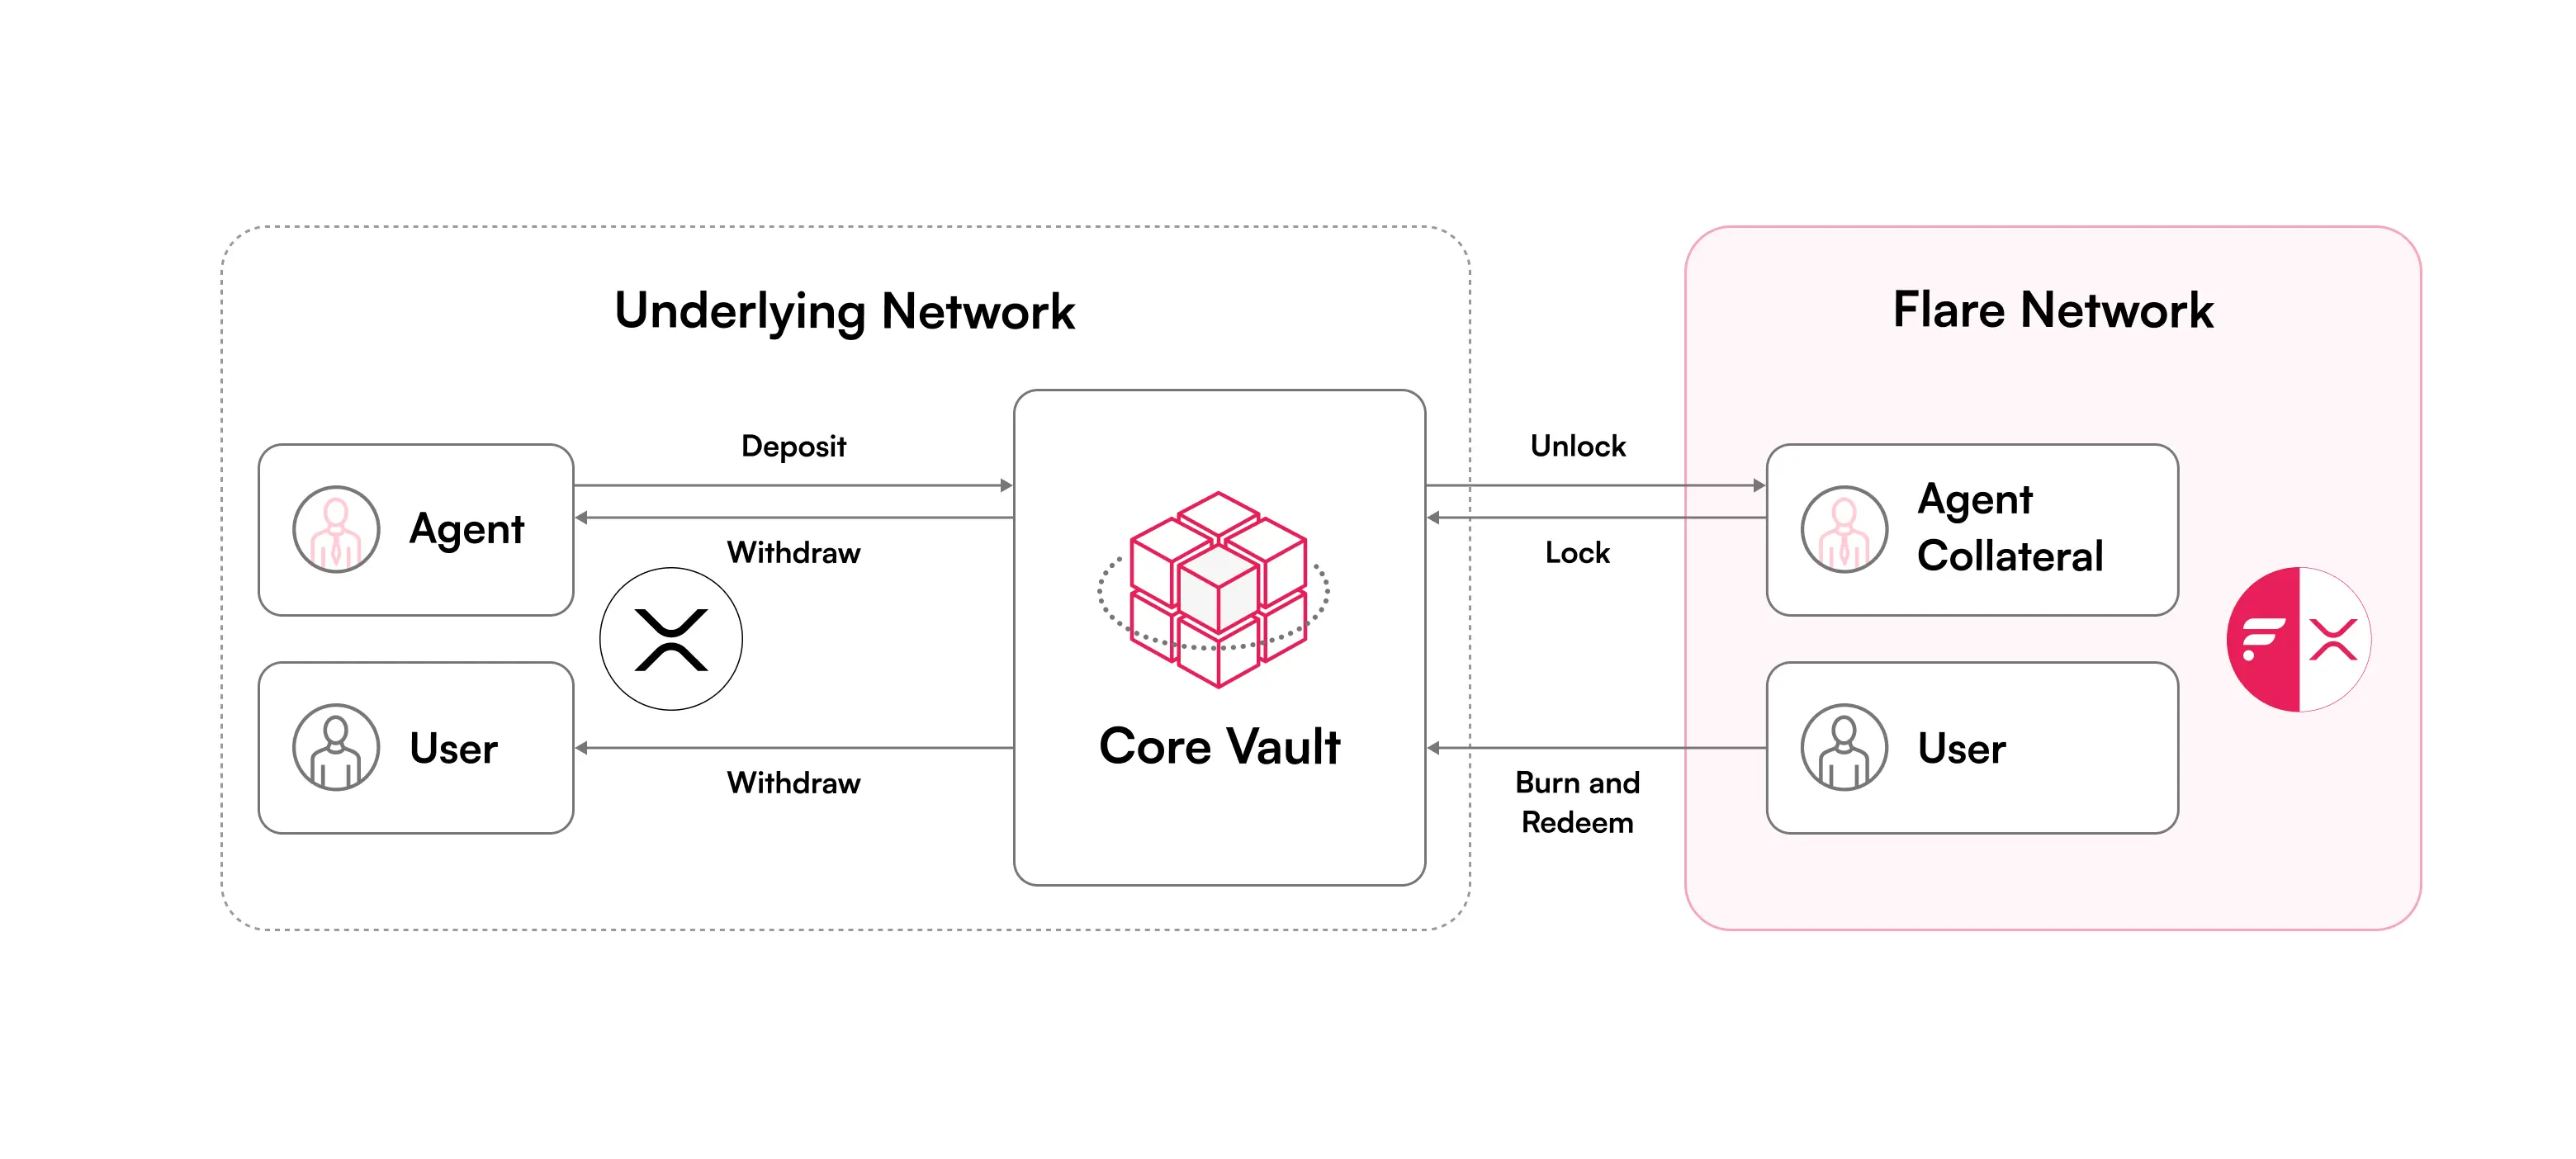 Underlying Network
Flare Network
Deposit
Unlock
Agent
Withdraw
Lock
Agent
Collateral
User
Withdraw
Core Vault
Burn and
Redeem
User